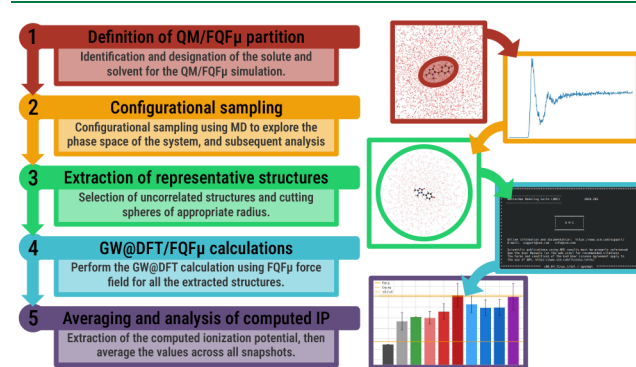 1
Definition of QM/FQFμ partition
Identification and designation of the solute and
solvent for the QM/FQFμ simulation.
2
Configurational sampling
Configurational sampling using MD to explore the
phase space of the system, and subsequent analysis
3
Extraction of representative structures
Selection of uncorrelated structures and cutting
spheres of appropriate radius.
4
GW@DFT/FQFμ calculations
Perform the GW@DFT calculation using FQFμ force
field for all the extracted structures.
5
Averaging and analysis of computed IP
Extraction of the computed ionization potential, then
average the values across all snapshots.